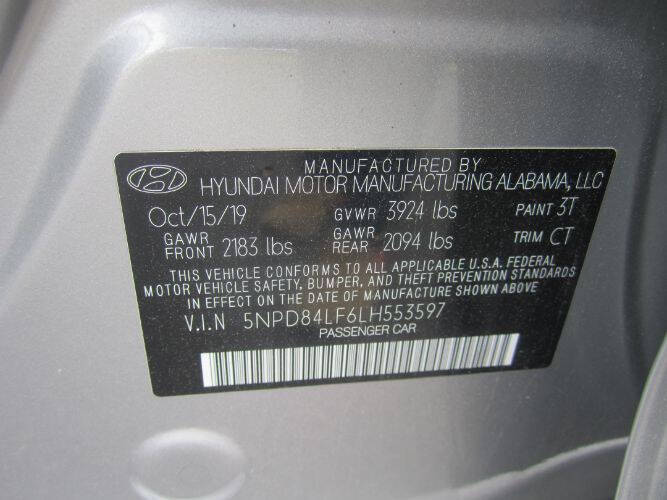 MANUFACTURED BY
HYUNDAI MOTOR MANUFACTURING ALABAMA, LLC
Oct/15/19 GVWR 3924 lbs PAINT 3T
GAWR FRONT 2183 lbs GAWR REAR 2094 lbs TRIM CT
THIS VEHICLE CONFORMS TO ALL APPLICABLE U.S.A. FEDERAL
MOTOR VEHICLE SAFETY, BUMPER, AND THEFT PREVENTION STANDARDS
IN EFFECT ON THE DATE OF MANUFACTURE SHOWN ABOVE
V.I.N 5NPD84LF6LH553597
PASSENGER CAR